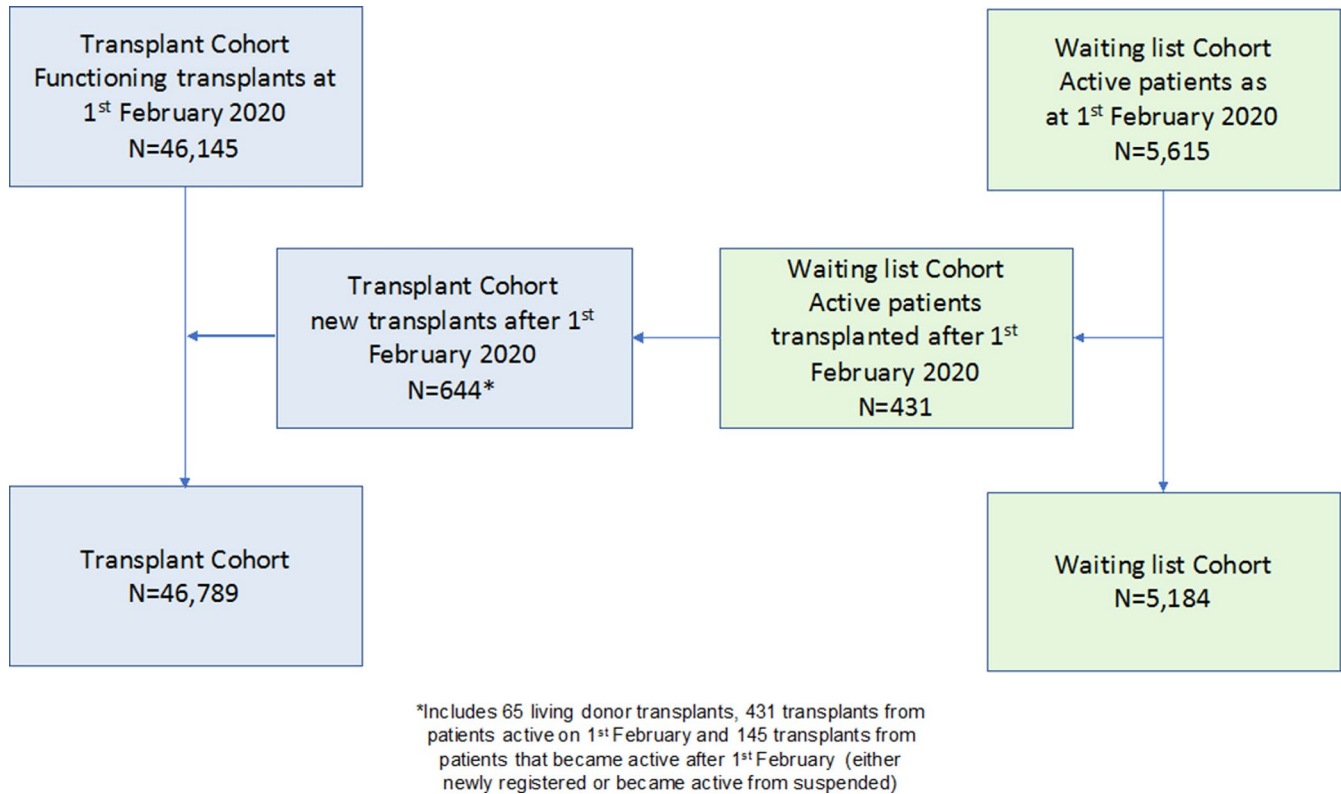 Transplant Cohort
Functioning transplants at
1st February 2020
N=46,145
Waiting list Cohort
Active patients as
at 1st February 2020
N=5,615
Transplant Cohort
new transplants after 1st
February 2020
N=644*
Waiting list Cohort
Active patients
transplanted after 1st
February 2020
N=431
Transplant Cohort
N=46,789
Waiting list Cohort
N=5,184
*Includes 65 living donor transplants, 431 transplants from
patients active on 1st February and 145 transplants from
patients that became active after 1st February (either
newly registered or became active from suspended)